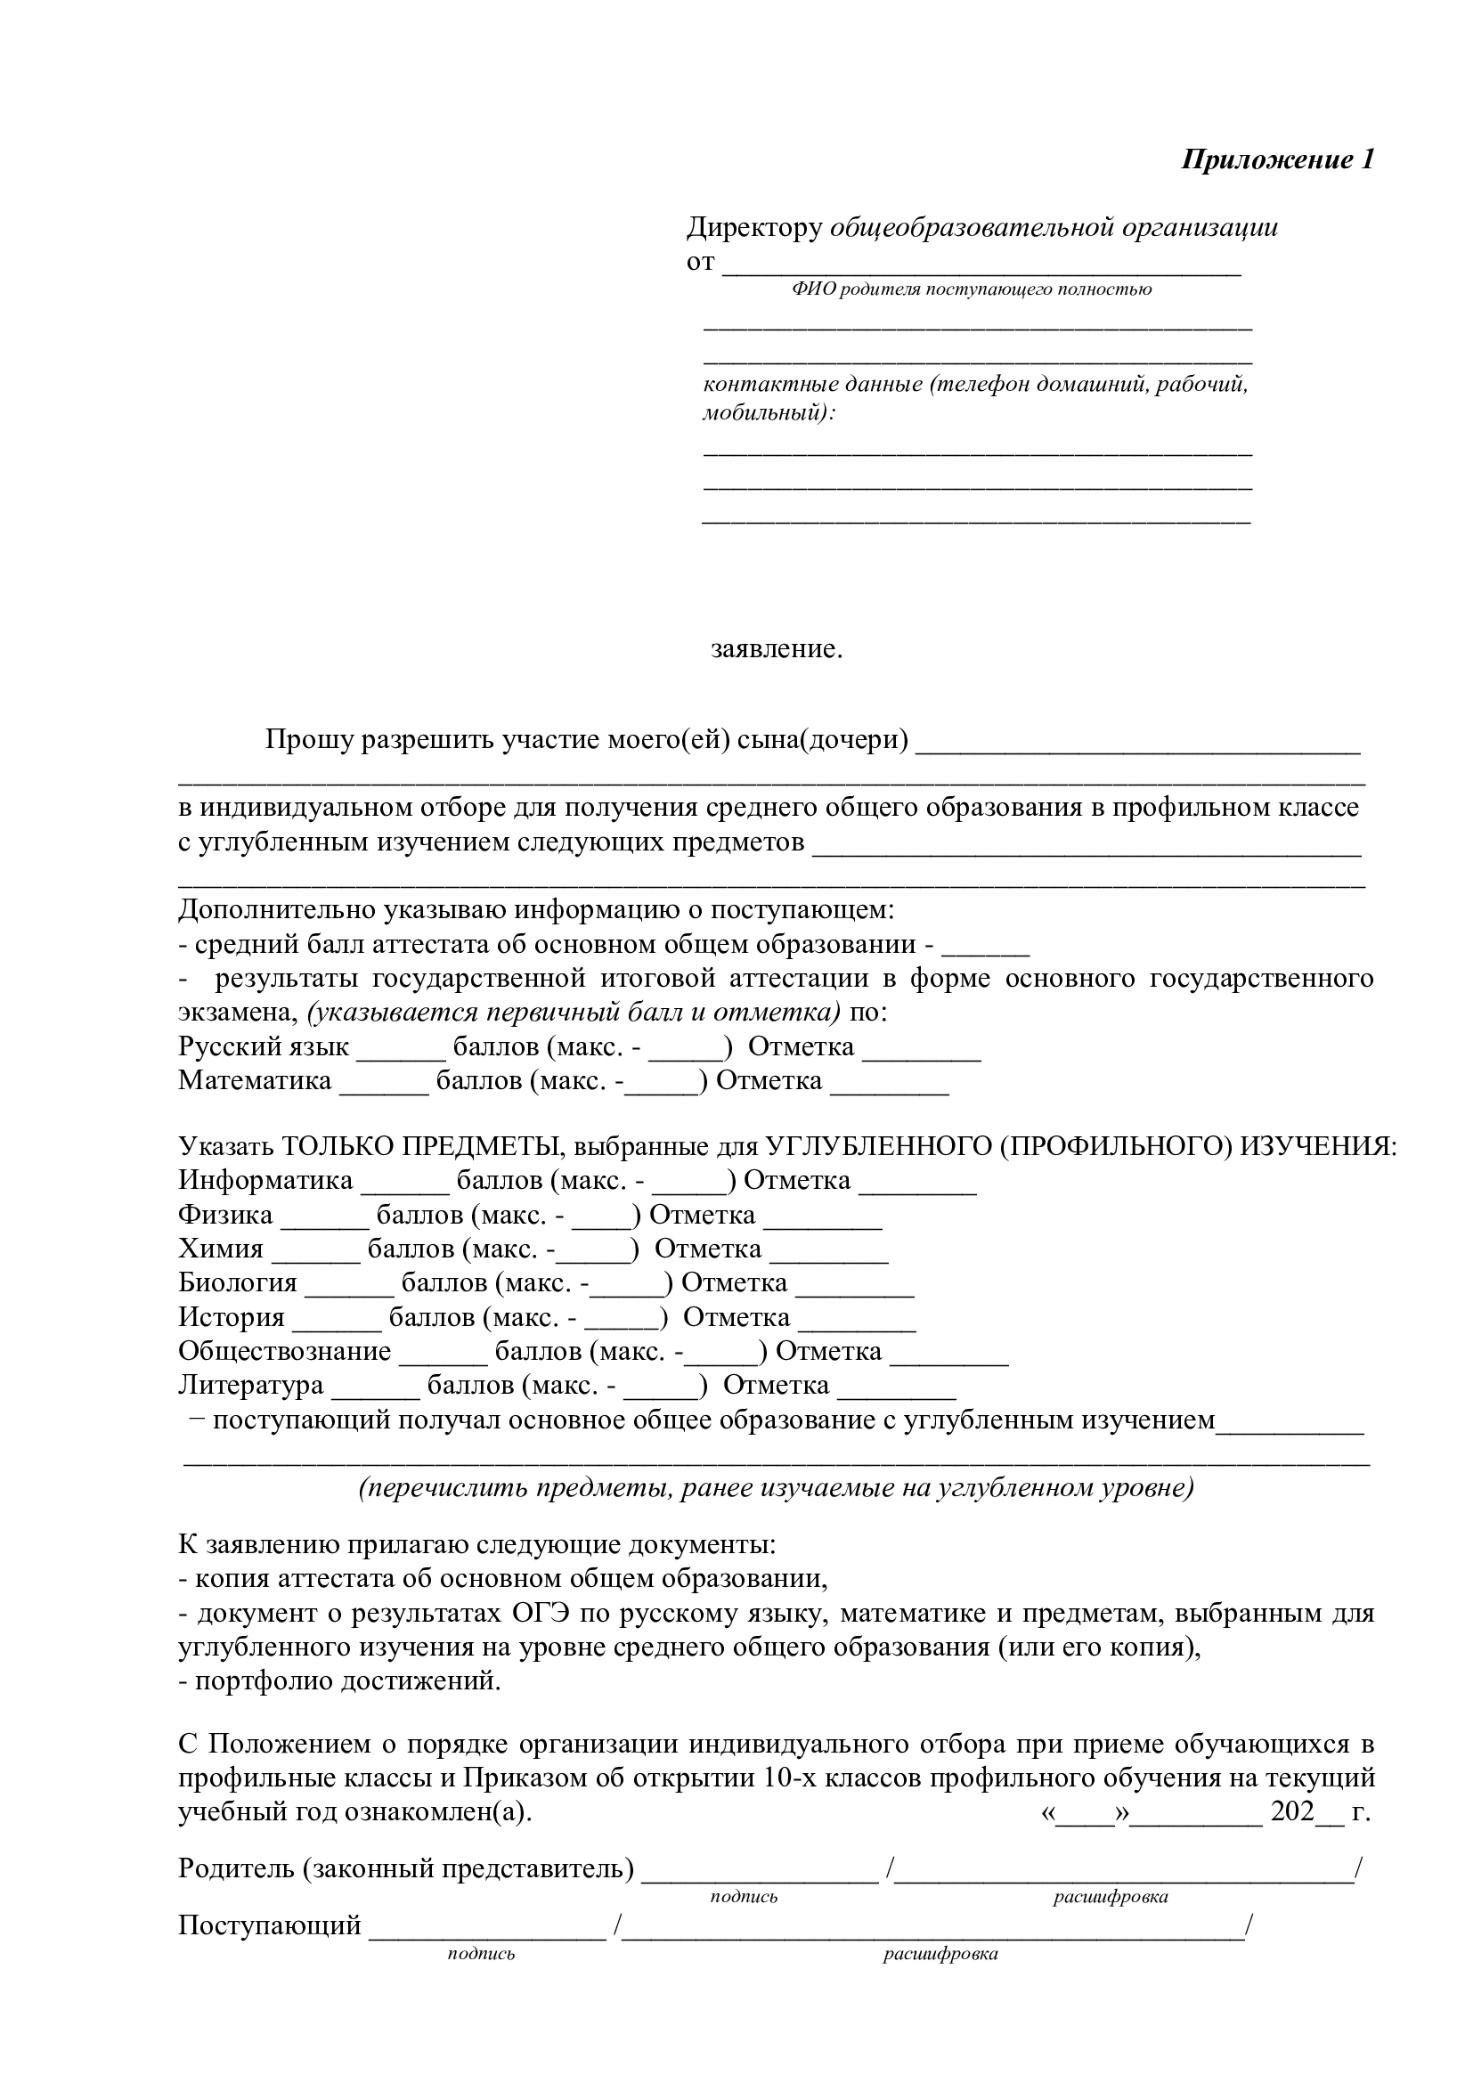 Приложение 1
Директору общеобразовательной организации
от ___________________________________
ФИО родителя поступающего полностью
_____________________________________
_____________________________________
контактные данные (телефон домашний, рабочий,
мобильный):
_____________________________________
_____________________________________
_____________________________________
заявление.
Прошу разрешить участие моего(ей) сына(дочери) ______________________________
________________________________________________________________________________
в индивидуальном отборе для получения среднего общего образования в профильном классе
с углубленным изучением следующих предметов _____________________________________
________________________________________________________________________________
Дополнительно указываю информацию о поступающем:
- средний балл аттестата об основном общем образовании - ______
- результаты государственной итоговой аттестации в форме основного государственного
экзамена, (указывается первичный балл и отметка) по:
Русский язык ______ баллов (макс. - _____) Отметка ________
Математика ______ баллов (макс. -_____) Отметка ________
Указать ТОЛЬКО ПРЕДМЕТЫ, выбранные для УГЛУБЛЕННОГО (ПРОФИЛЬНОГО) ИЗУЧЕНИЯ:
Информатика ______ баллов (макс. - _____) Отметка ________
Физика ______ баллов (макс. - ____) Отметка ________
Химия ______ баллов (макс. -_____) Отметка ________
Биология ______ баллов (макс. -_____) Отметка ________
История ______ баллов (макс. - _____) Отметка ________
Обществознание ______ баллов (макс. -_____) Отметка ________
Литература ______ баллов (макс. - _____) Отметка ________
− поступающий получал основное общее образование с углубленным изучением__________
________________________________________________________________________________
(перечислить предметы, ранее изучаемые на углубленном уровне)
К заявлению прилагаю следующие документы:
- копия аттестата об основном общем образовании,
- документ о результатах ОГЭ по русскому языку, математике и предметам, выбранным для
углубленного изучения на уровне среднего общего образования (или его копия),
- портфолио достижений.
С Положением о порядке организации индивидуального отбора при приеме обучающихся в
профильные классы и Приказом об открытии 10-х классов профильного обучения на текущий
учебный год ознакомлен(а). «____»_________ 202__ г.
Родитель (законный представитель) ________________ /_______________________________/
подпись расшифровка
Поступающий ________________ /__________________________________________/
подпись расшифровка